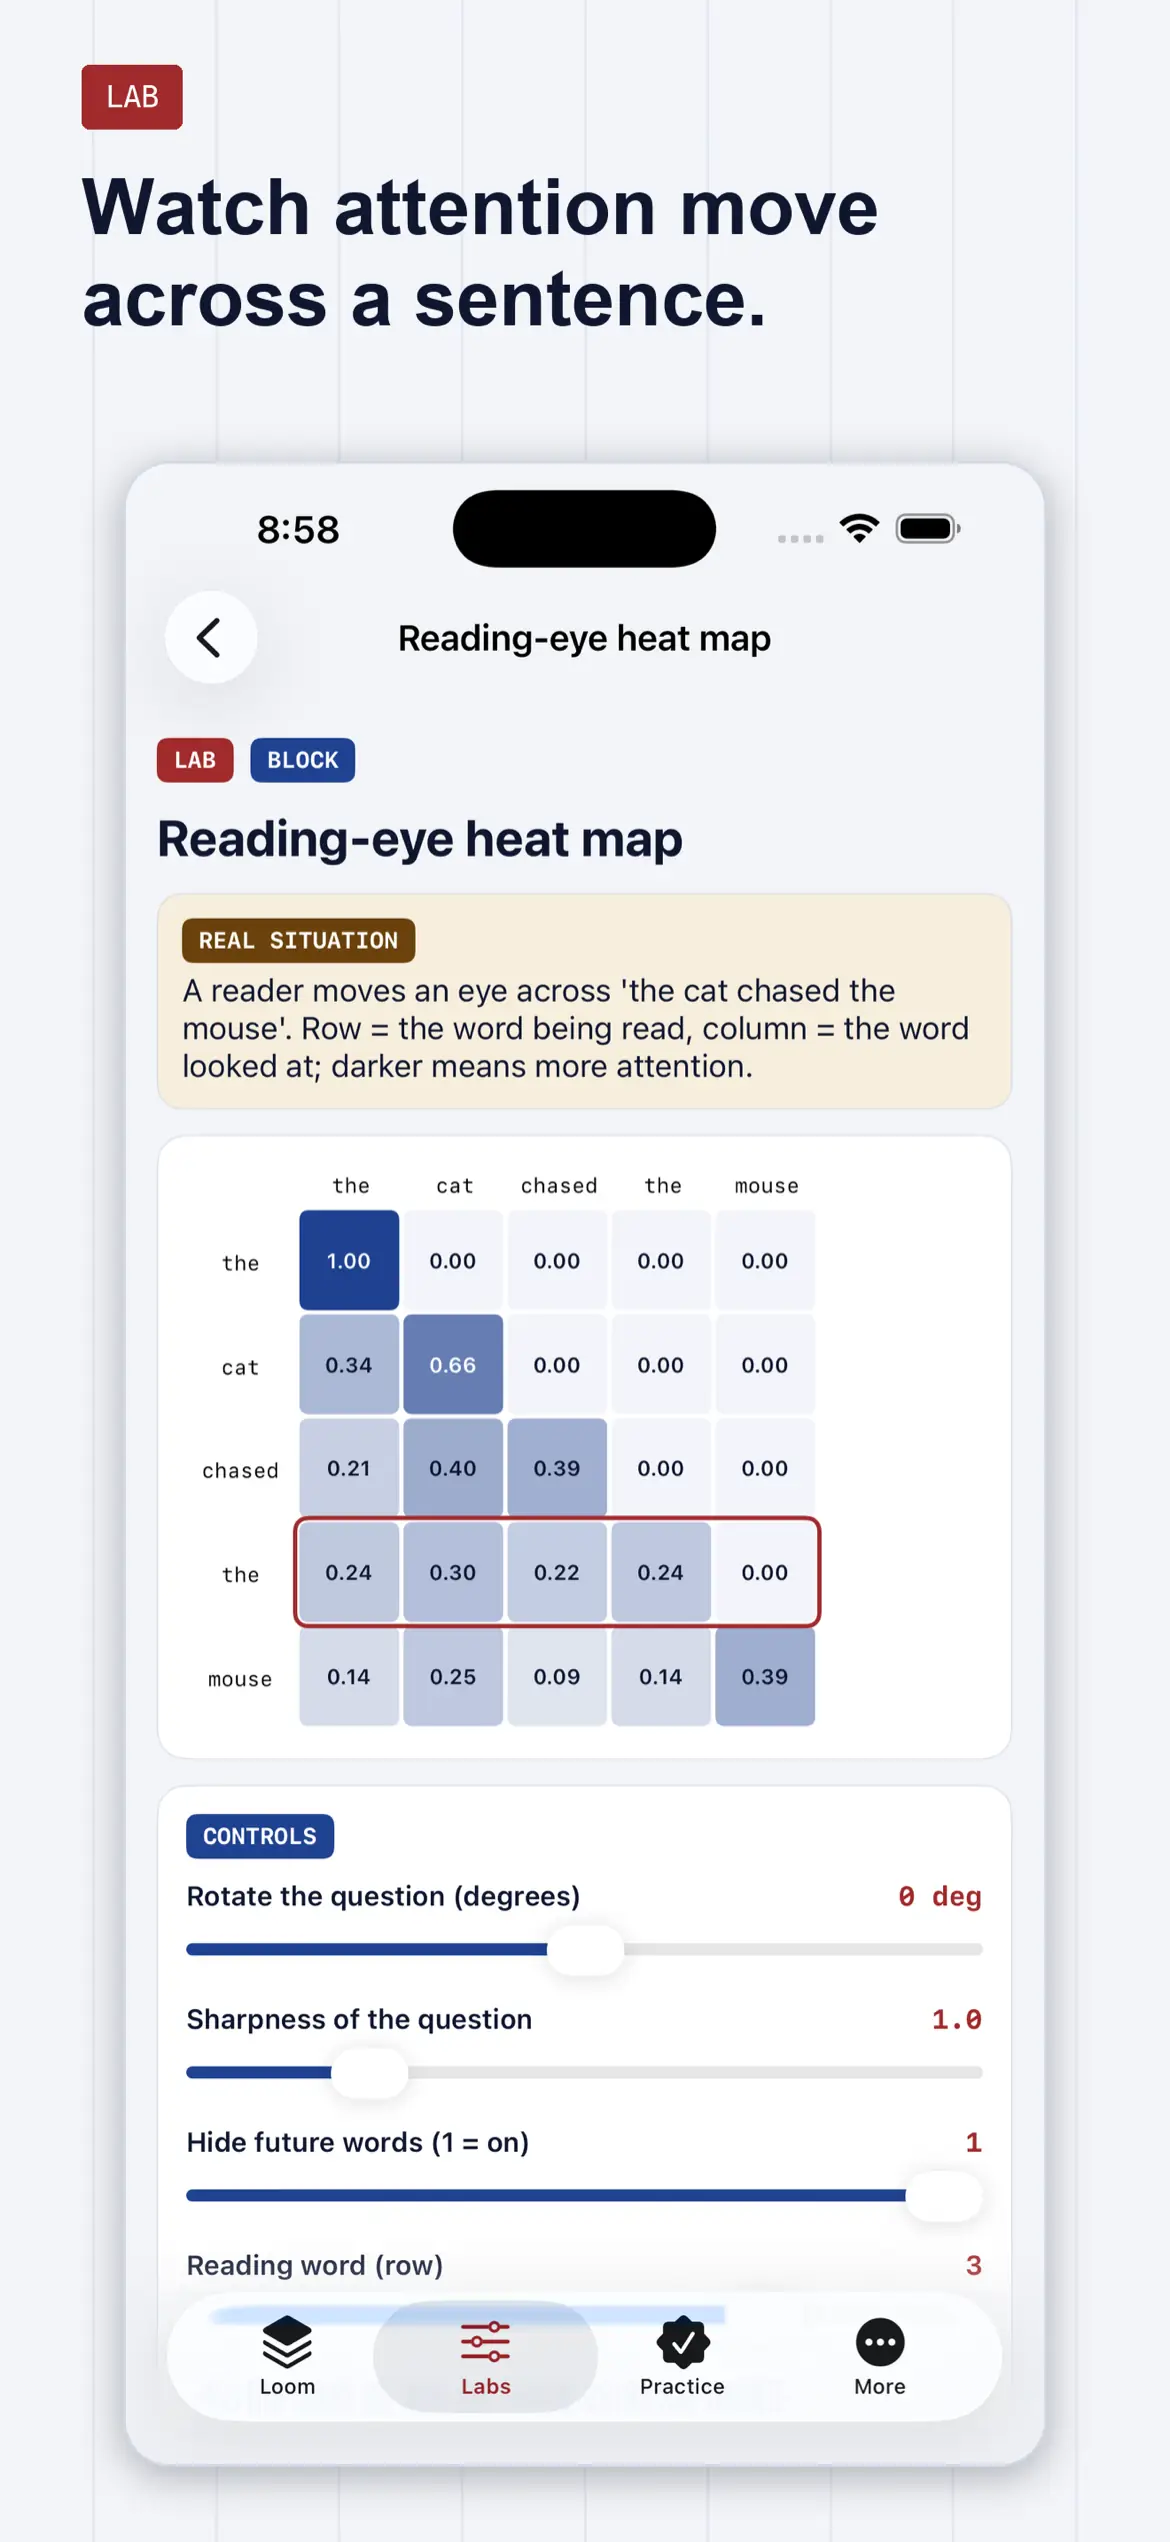 LAB
Watch attention move
across a sentence.
8:58
Reading-eye heat map
LAB BLOCK
Reading-eye heat map
REAL SITUATION
A reader moves an eye across 'the cat chased the
mouse'. Row = the word being read, column = the word
looked at; darker means more attention.
the cat chased the mouse
the 1.00 0.00 0.00 0.00 0.00
cat 0.34 0.66 0.00 0.00 0.00
chased 0.21 0.40 0.39 0.00 0.00
the 0.24 0.30 0.22 0.24 0.00
mouse 0.14 0.25 0.09 0.14 0.39
CONTROLS
Rotate the question (degrees) 0 deg
Sharpness of the question 1.0
Hide future words (1 = on) 1
Reading word (row) 3
Loom Labs Practice More